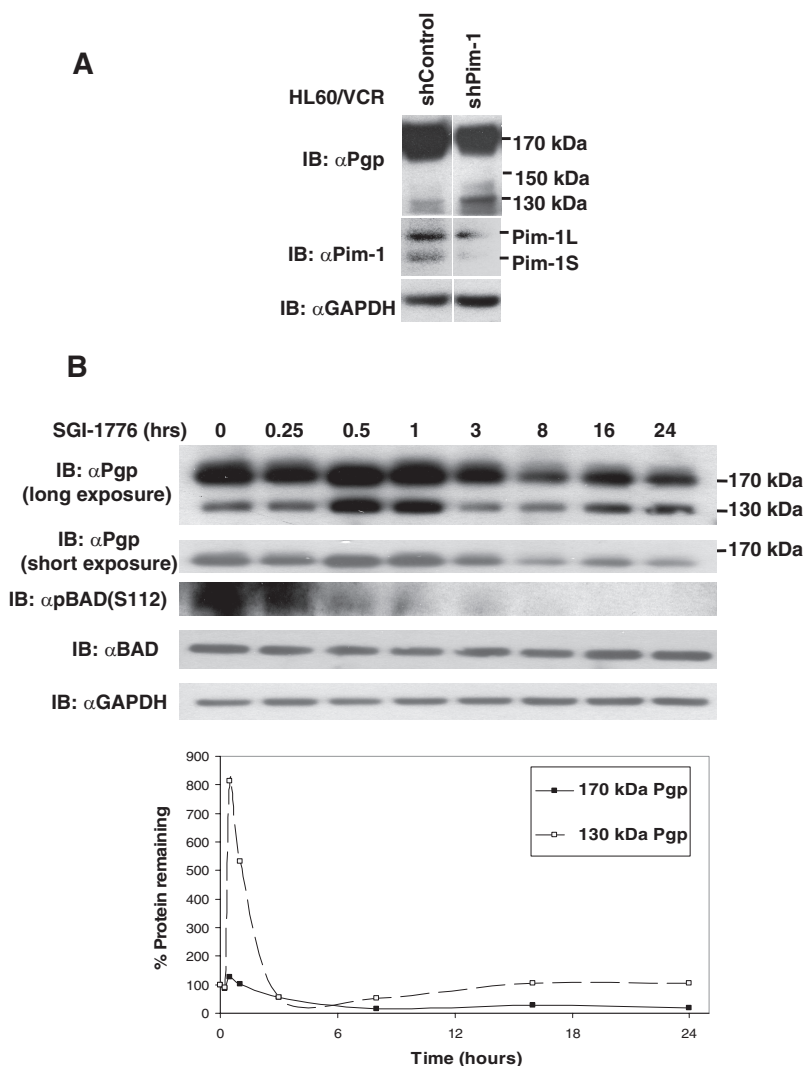 A
HL60/VCR
shControl
shPim-1
IB: αPgp
170 kDa
150 kDa
130 kDa
IB: αPim-1
Pim-1L
Pim-1S
IB: αGAPDH
B
SGI-1776 (hrs) 0 0.25 0.5 1 3 8 16 24
IB: αPgp
(long exposure)
170 kDa
130 kDa
IB: αPgp
(short exposure)
170 kDa
IB: αpBAD(S112)
IB: αBAD
IB: αGAPDH
% Protein remaining
900
800
700
600
500
400
300
200
100
0
170 kDa Pgp
130 kDa Pgp
0 6 12 18 24
Time (hours)